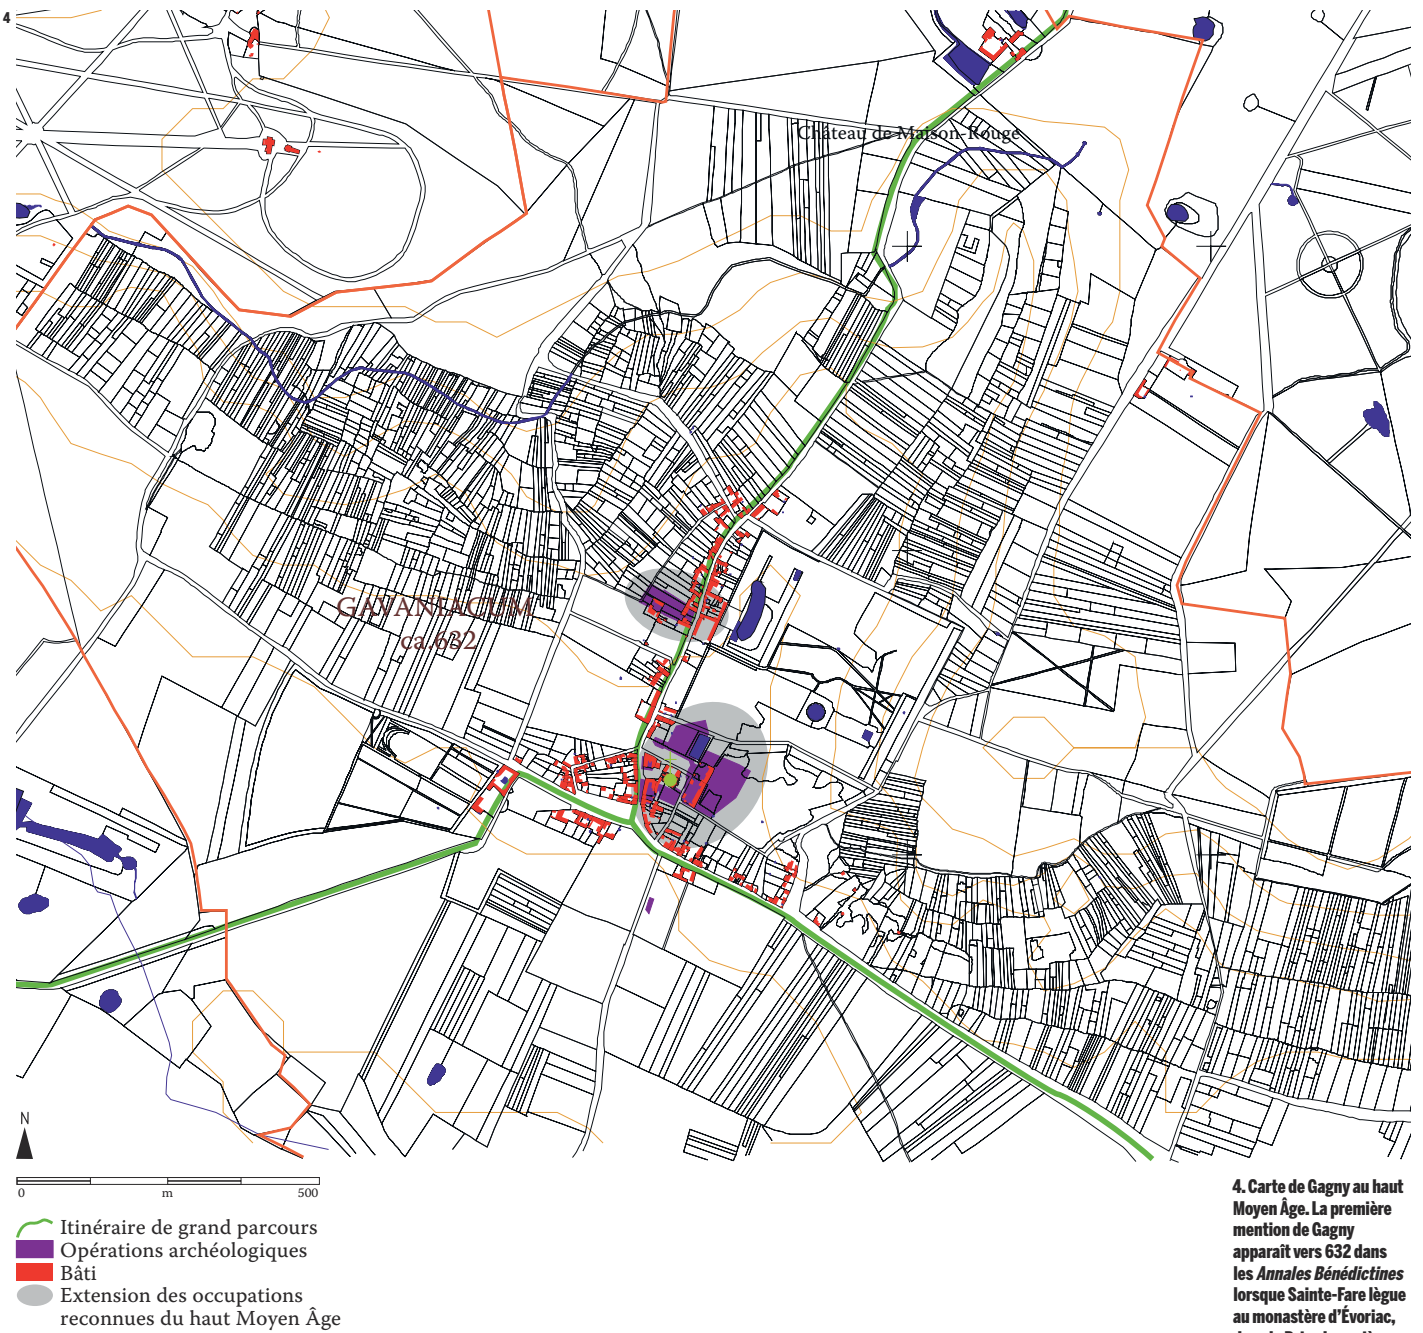 4
Château de Maison-Rouge
GAVANIACUM
ca.632
N
0 m 500
Itinéraire de grand parcours
Opérations archéologiques
Bâti
Extension des occupations
reconnues du haut Moyen Âge
4. Carte de Gagny au haut
Moyen Âge. La première
mention de Gagny
apparaît vers 632 dans
les Annales Bénédictines
lorsque Sainte-Fare lègue
au monastère d’Évoriac,